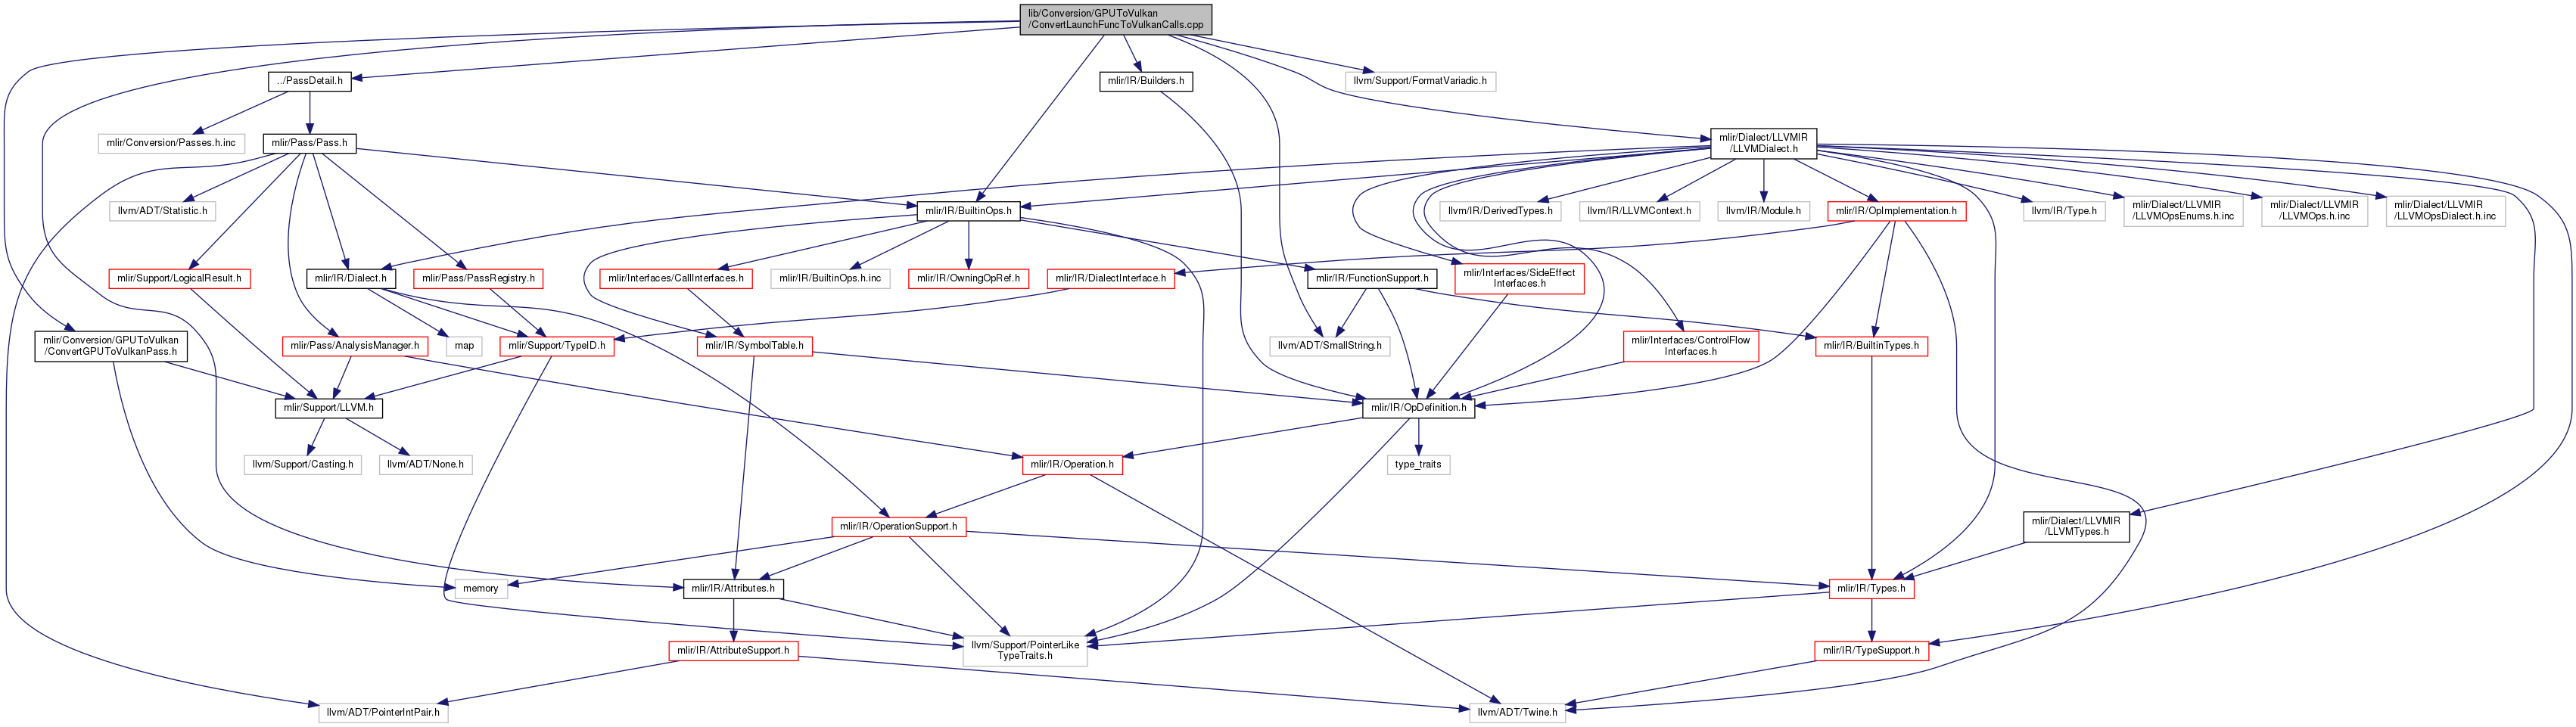 lib/Conversion/GPUToVulkan
/ConvertLaunchFuncToVulkanCalls.cpp
../PassDetail.h
mlir/IR/Builders.h
llvm/Support/FormatVariadic.h
mlir/Conversion/Passes.h.inc
mlir/Pass/Pass.h
mlir/Dialect/LLVMIR
/LLVMDialect.h
llvm/ADT/Statistic.h
mlir/IR/BuiltinOps.h
llvm/IR/DerivedTypes.h
llvm/IR/LLVMContext.h
llvm/IR/Module.h
mlir/IR/OpImplementation.h
llvm/IR/Type.h
mlir/Dialect/LLVMIR
/LLVMOpsEnums.h.inc
mlir/Dialect/LLVMIR
/LLVMOps.h.inc
mlir/Dialect/LLVMIR
/LLVMOpsDialect.h.inc
mlir/Support/LogicalResult.h
mlir/IR/Dialect.h
mlir/Pass/PassRegistry.h
mlir/Interfaces/CallInterfaces.h
mlir/IR/BuiltinOps.h.inc
mlir/IR/OwningOpRef.h
mlir/IR/DialectInterface.h
mlir/IR/FunctionSupport.h
mlir/Interfaces/SideEffect
Interfaces.h
mlir/Conversion/GPUToVulkan
/ConvertGPUToVulkanPass.h
mlir/Pass/AnalysisManager.h
map
mlir/Support/TypeID.h
mlir/IR/SymbolTable.h
llvm/ADT/SmallString.h
mlir/Interfaces/ControlFlow
Interfaces.h
mlir/IR/BuiltinTypes.h
mlir/Support/LLVM.h
mlir/IR/OpDefinition.h
llvm/Support/Casting.h
llvm/ADT/None.h
mlir/IR/Operation.h
type_traits
mlir/IR/OperationSupport.h
mlir/Dialect/LLVMIR
/LLVMTypes.h
memory
mlir/IR/Attributes.h
mlir/IR/Types.h
mlir/IR/AttributeSupport.h
llvm/Support/PointerLike
TypeTraits.h
mlir/IR/TypeSupport.h
llvm/ADT/PointerIntPair.h
llvm/ADT/Twine.h